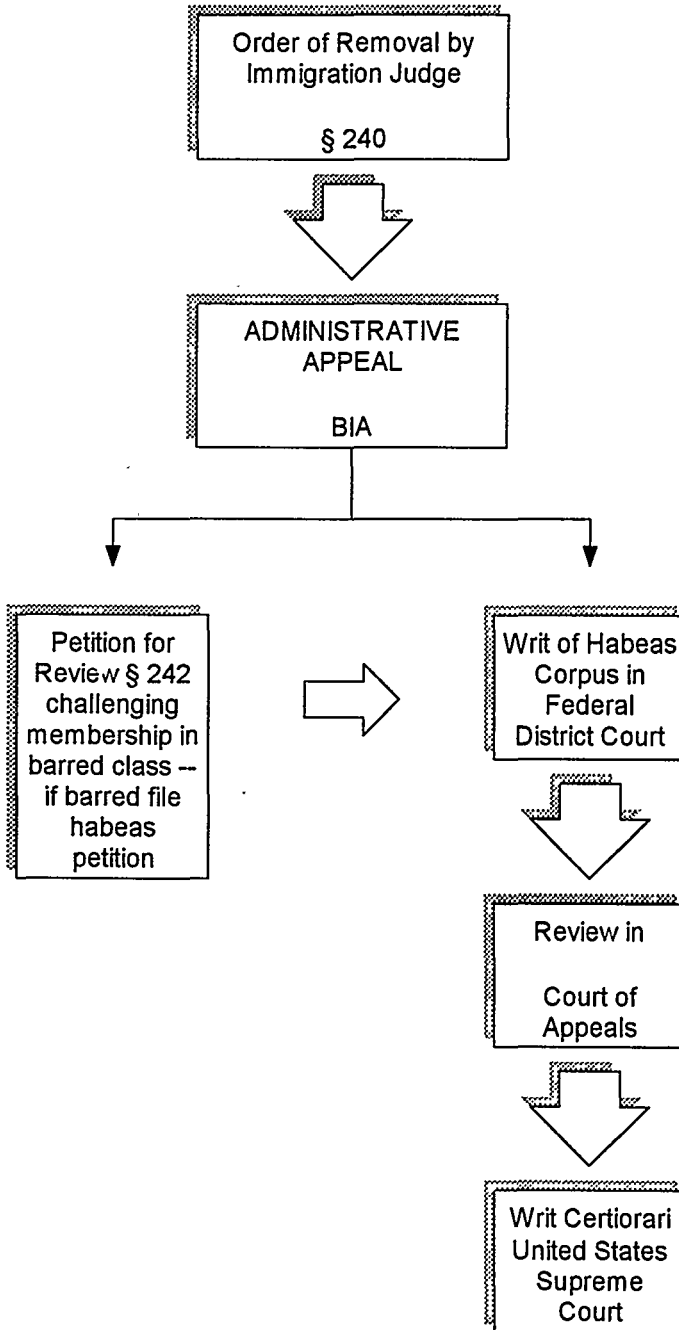 Order of Removal by
Immigration Judge
§ 240
ADMINISTRATIVE
APPEAL
BIA
Petition for
Review § 242
challenging
membership in
barred class --
if barred file
habeas
petition
Writ of Habeas
Corpus in
Federal
District Court
Review in
Court of
Appeals
Writ Certiorari
United States
Supreme
Court